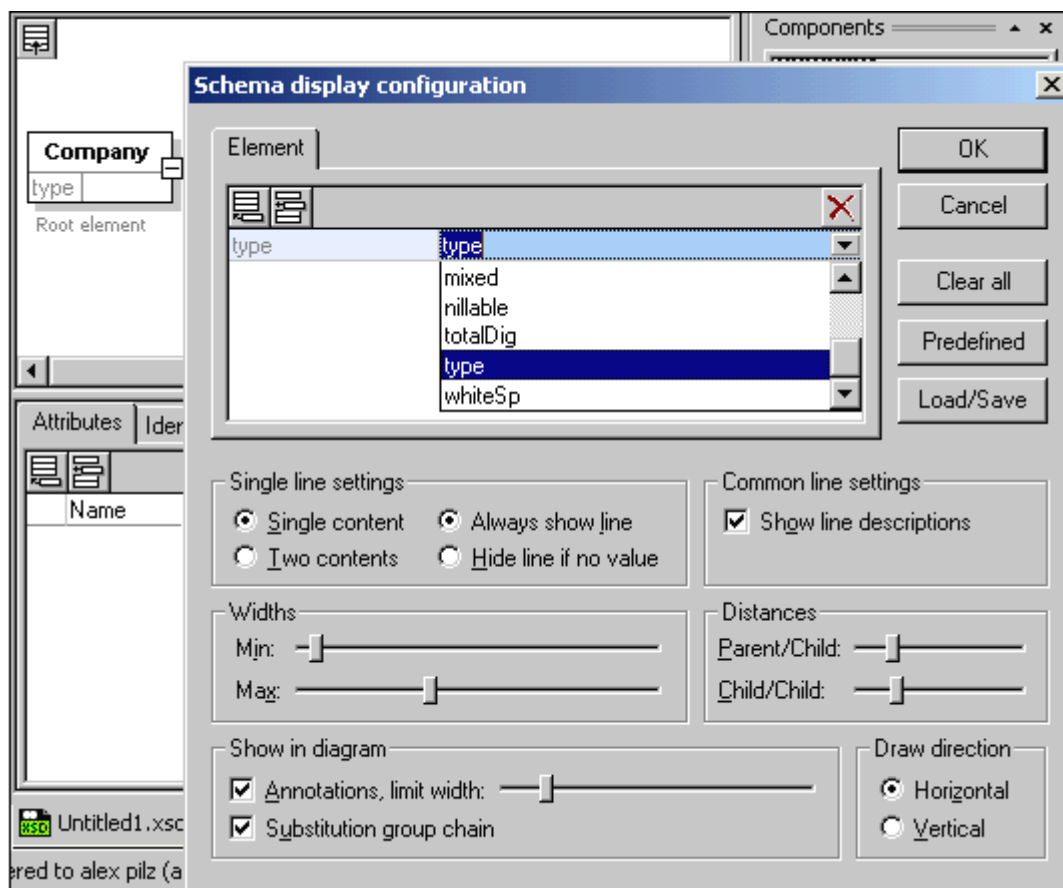 Components
Schema display configuration
Company
type
Root element
Element
OK
Cancel
Clear all
Predefined
Load/Save
type type
mixed
nillable
totalDig
type
whiteSp
Attributes Iden
Name
Single line settings
Single content Always show line
Two contents Hide line if no value
Common line settings
Show line descriptions
Widths
Min:
Max:
Distances
Parent/Child:
Child/Child:
Show in diagram
Annotations, limit width:
Substitution group chain
Draw direction
Horizontal
Vertical
XSD Untitled1.xsd
ered to alex pilz (a